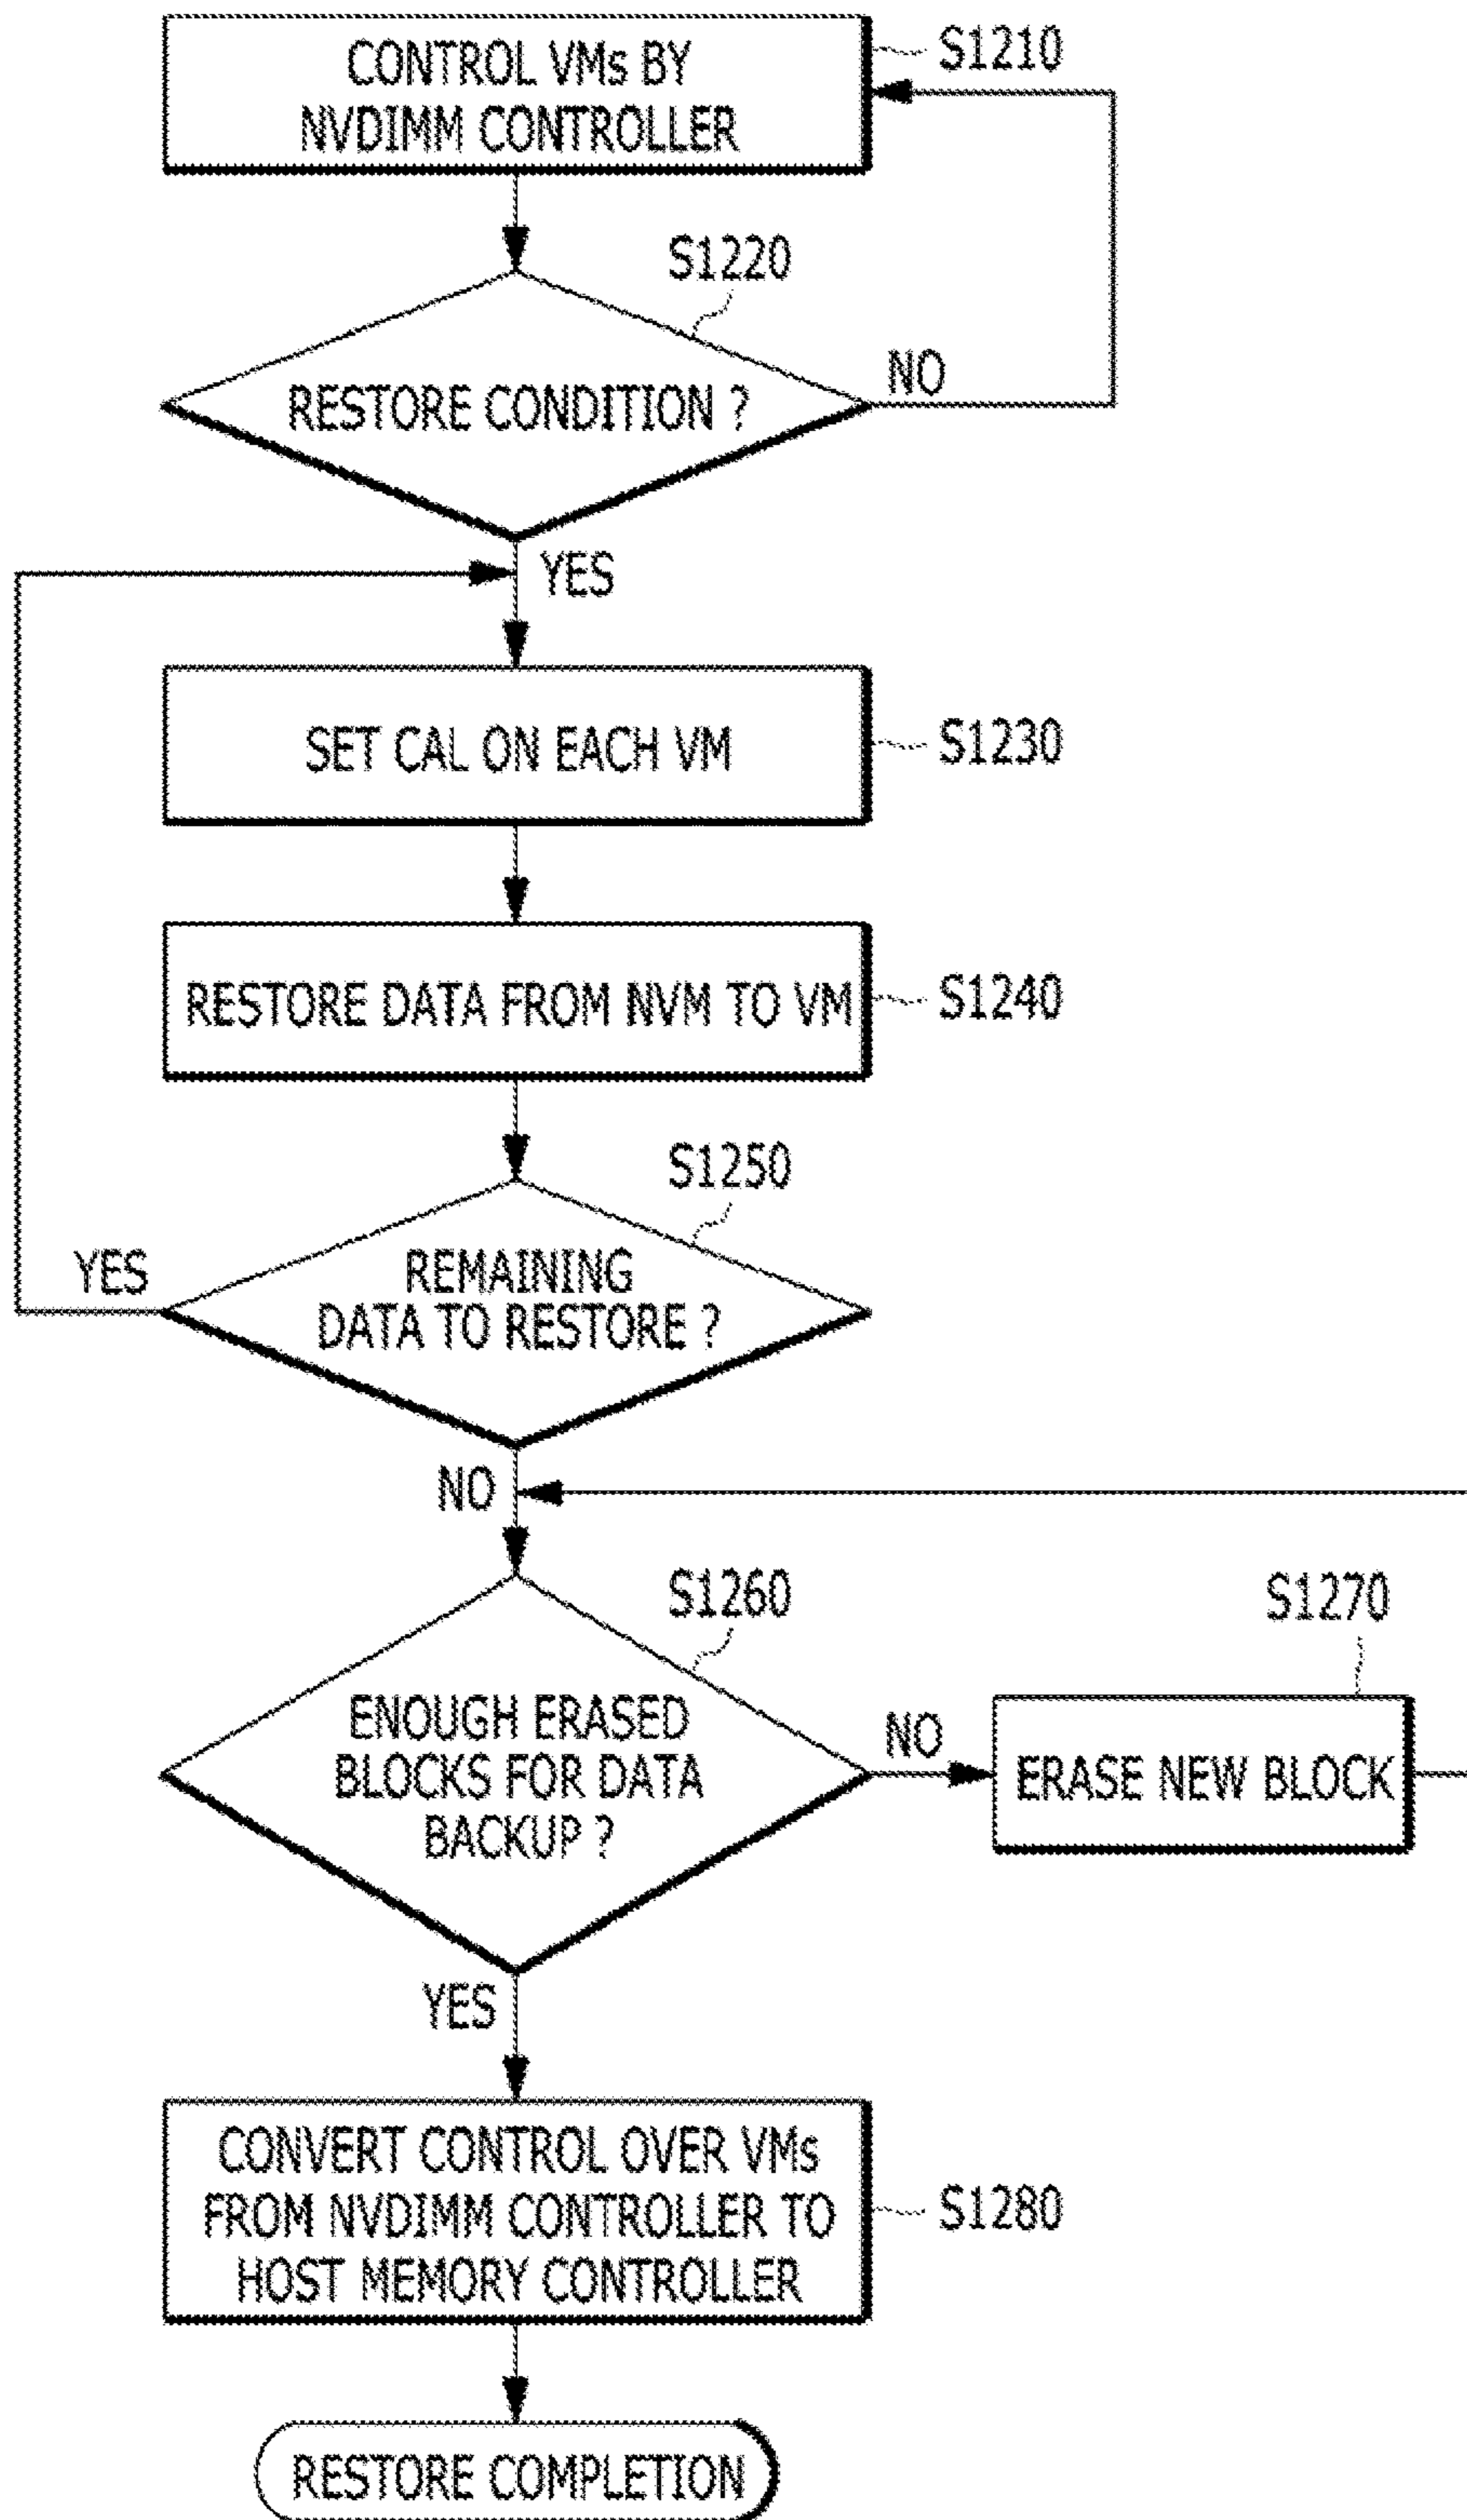 CONTROL VMs BY
NVDIMM CONTROLLER
S1210
S1220
RESTORE CONDITION ?
NO
YES
SET CAL ON EACH VM
S1230
RESTORE DATA FROM NVM TO VM
S1240
S1250
YES
REMAINING
DATA TO RESTORE ?
NO
S1260
S1270
ENOUGH ERASED
BLOCKS FOR DATA
BACKUP ?
NO
ERASE NEW BLOCK
YES
CONVERT CONTROL OVER VMs
FROM NVDIMM CONTROLLER TO
HOST MEMORY CONTROLLER
S1280
RESTORE COMPLETION